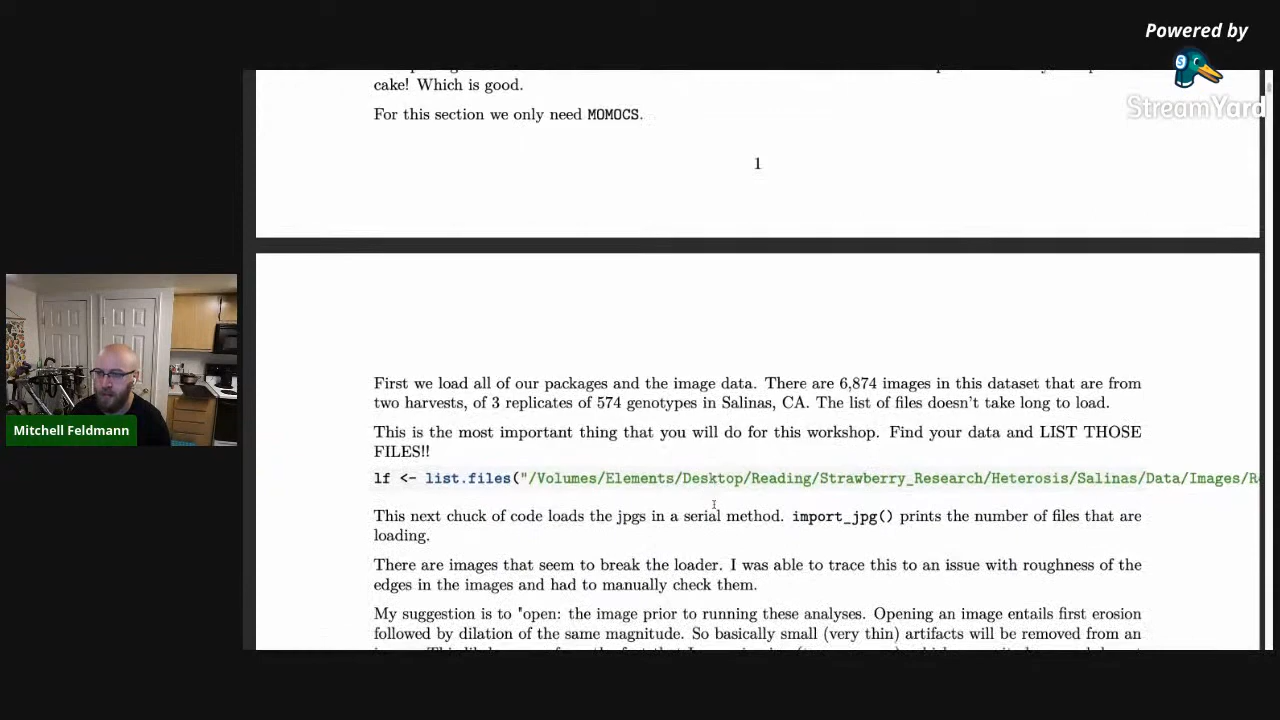 Powered by
StreamYard
cake! Which is good.
For this section we only need MOMOCS.
1
First we load all of our packages and the image data. There are 6,874 images in this dataset that are from
two harvests, of 3 replicates of 574 genotypes in Salinas, CA. The list of files doesn't take long to load.
This is the most important thing that you will do for this workshop. Find your data and LIST THOSE
FILES!!
lf <- list.files("/Volumes/Elements/Desktop/Reading/Strawberry_Research/Heterosis/Salinas/Data/Images/R
This next chuck of code loads the jpgs in a serial method. import_jpg() prints the number of files that are
loading.
There are images that seem to break the loader. I was able to trace this to an issue with roughness of the
edges in the images and had to manually check them.
My suggestion is to "open: the image prior to running these analyses. Opening an image entails first erosion
followed by dilation of the same magnitude. So basically small (very thin) artifacts will be removed from an
Mitchell Feldmann